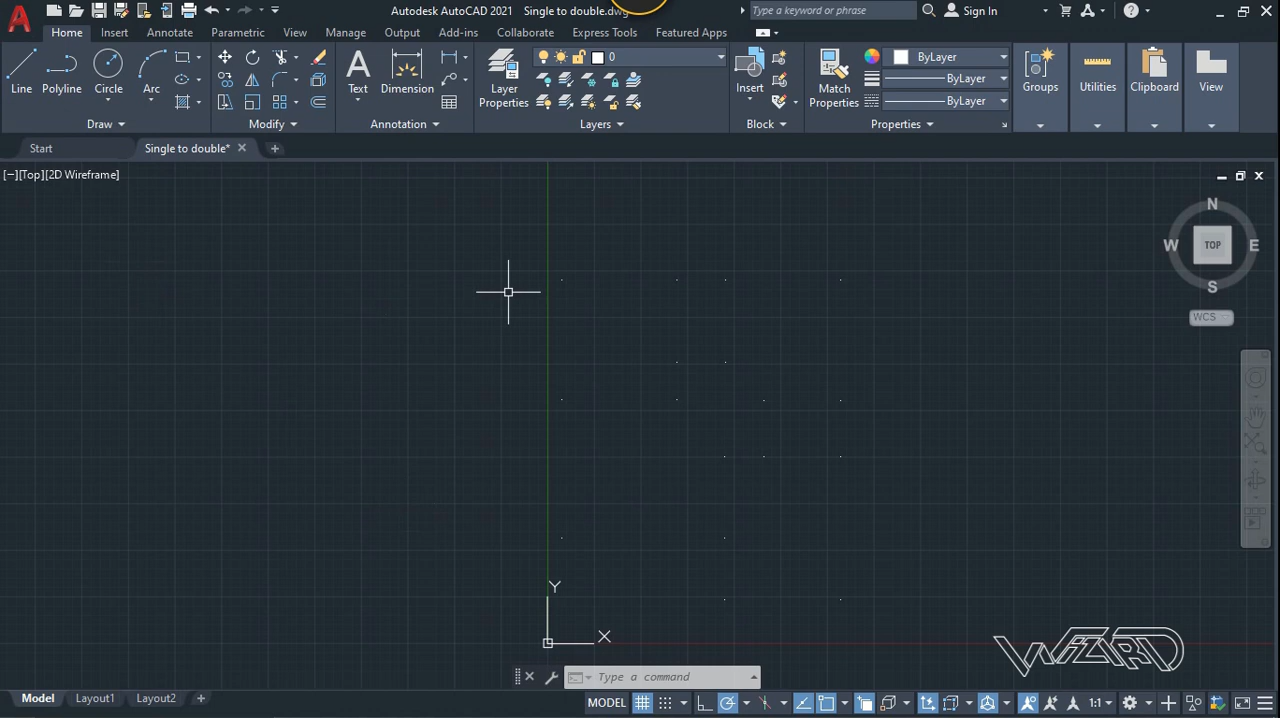 Autodesk AutoCAD 2021 Single to double.dwg
Type a keyword or phrase
Sign In
Home Insert Annotate Parametric View Manage Output Add-ins Collaborate Express Tools Featured Apps
Line Polyline Circle Arc
Draw
Modify
Text Dimension
Annotation
Layer Properties
0
Layers
Insert
Block
Match Properties
ByLayer
ByLayer
ByLayer
Properties
Groups
Utilities
Clipboard
View
Start
Single to double*
[−][Top][2D Wireframe]
N
W TOP E
S
WCS
Y
X
WIZARD
Type a command
Model Layout1 Layout2
MODEL
1:1